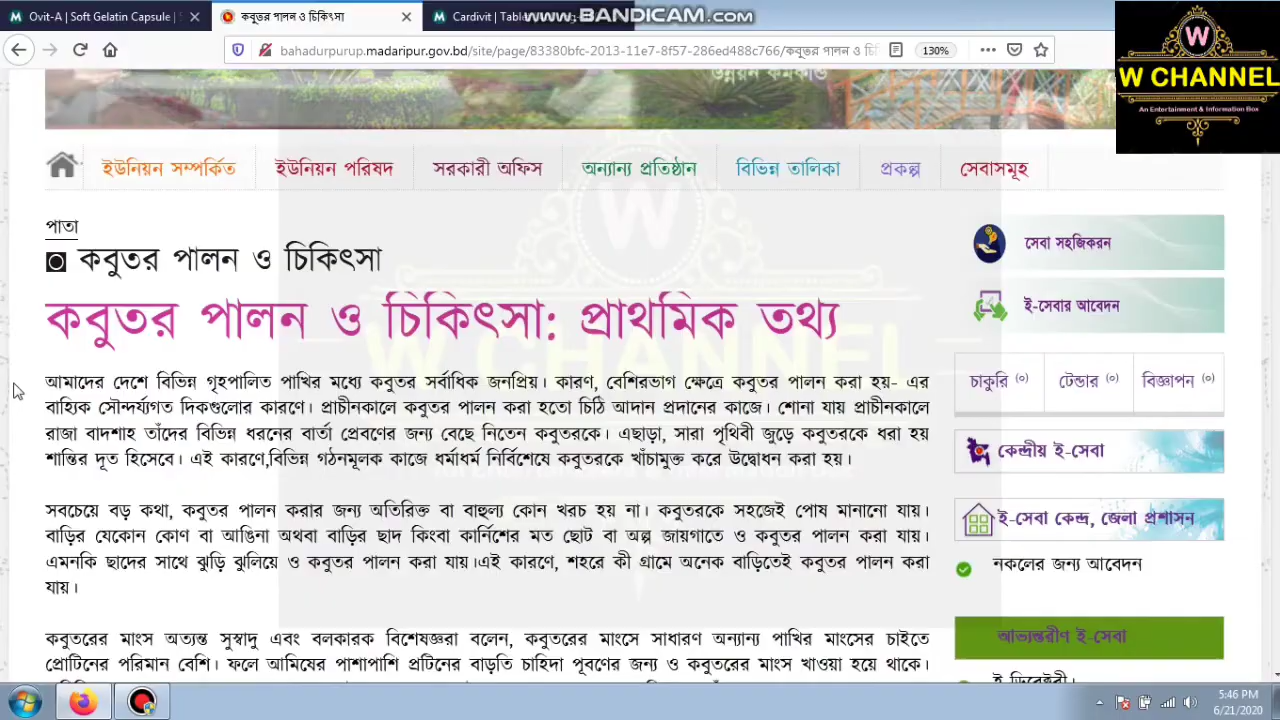 Ovit-A | Soft Gelatin Capsule |
কবুতর পালন ও চিকিৎসা
Cardivit | Tabl
www.BANDICAM.com
bahadurpurup.madaripur.gov.bd/site/page/83380bfc-2013-11e7-8f57-286ed488c766/কবুতর পালন ও চি
130%
W
W CHANNEL
An Entertainment & Information Box
উন্নয়ন কর্মকান্ড
ইউনিয়ন সম্পর্কিত
ইউনিয়ন পরিষদ
সরকারী অফিস
অন্যান্য প্রতিষ্ঠান
বিভিন্ন তালিকা
প্রকল্প
সেবাসমূহ
পাতা
কবুতর পালন ও চিকিৎসা
কবুতর পালন ও চিকিৎসা: প্রাথমিক তথ্য
আমাদের দেশে বিভিন্ন গৃহপালিত পাখির মধ্যে কবুতর সর্বাধিক জনপ্রিয়। কারণ, বেশিরভাগ ক্ষেত্রে কবুতর পালন করা হয়- এর
বাহ্যিক সৌন্দর্য্যগত দিকগুলোর কারণে। প্রাচীনকালে কবুতর পালন করা হতো চিঠি আদান প্রদানের কাজে। শোনা যায় প্রাচীনকালে
রাজা বাদশাহ তাঁদের বিভিন্ন ধরনের বার্তা প্রেবণের জন্য বেছে নিতেন কবুতরকে। এছাড়া, সারা পৃথিবী জুড়ে কবুতরকে ধরা হয়
শান্তির দূত হিসেবে। এই কারণে,বিভিন্ন গঠনমূলক কাজে ধর্মাধর্ম নির্বিশেষে কবুতরকে খাঁচামুক্ত করে উদ্বোধন করা হয়।
সবচেয়ে বড় কথা, কবুতর পালন করার জন্য অতিরিক্ত বা বাহুল্য কোন খরচ হয় না। কবুতরকে সহজেই পোষ মানানো যায়।
বাড়ির যেকোন কোণ বা আঙিনা অথবা বাড়ির ছাদ কিংবা কার্নিশের মত ছোট বা অল্প জায়গাতে ও কবুতর পালন করা যায়।
এমনকি ছাদের সাথে ঝুড়ি ঝুলিয়ে ও কবুতর পালন করা যায়।এই কারণে, শহরে কী গ্রামে অনেক বাড়িতেই কবুতর পালন করা
যায়।
কবুতরের মাংস অত্যন্ত সুস্বাদু এবং বলকারক বিশেষজ্ঞরা বলেন, কবুতরের মাংসে সাধারণ অন্যান্য পাখির মাংসের চাইতে
প্রোটিনের পরিমান বেশি। ফলে আমিষের পাশাপাশি প্রটিনের বাড়তি চাহিদা পূবণের জন্য ও কবুতরের মাংস খাওয়া হয়ে থাকে।
সেবা সহজিকরন
ই-সেবার আবেদন
চাকুরি (০)
টেন্ডার (০)
বিজ্ঞাপন (০)
কেন্দ্রীয় ই-সেবা
ই-সেবা কেন্দ্র, জেলা প্রশাসন
নকলের জন্য আবেদন
আভ্যন্তরীণ ই-সেবা
ই ডিরেক্টরী।
W
W CHANNEL
5:46 PM
6/21/2020